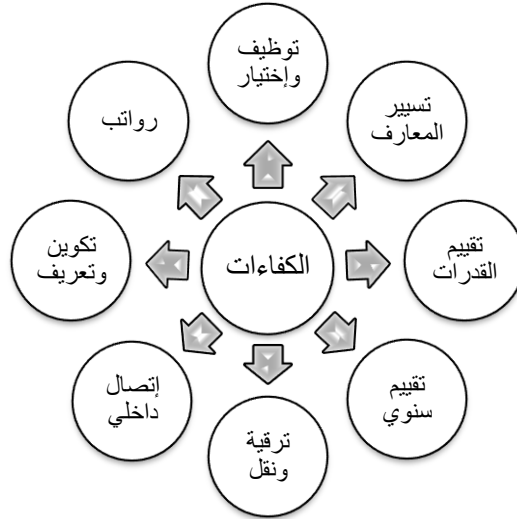 توظيف
وإختيار
تسيير
المعارف
تقييم
القدرات
تقييم
سنوي
ترقية
ونقل
إتصال
داخلي
تكوين
وتعريف
رواتب
الكفاءات